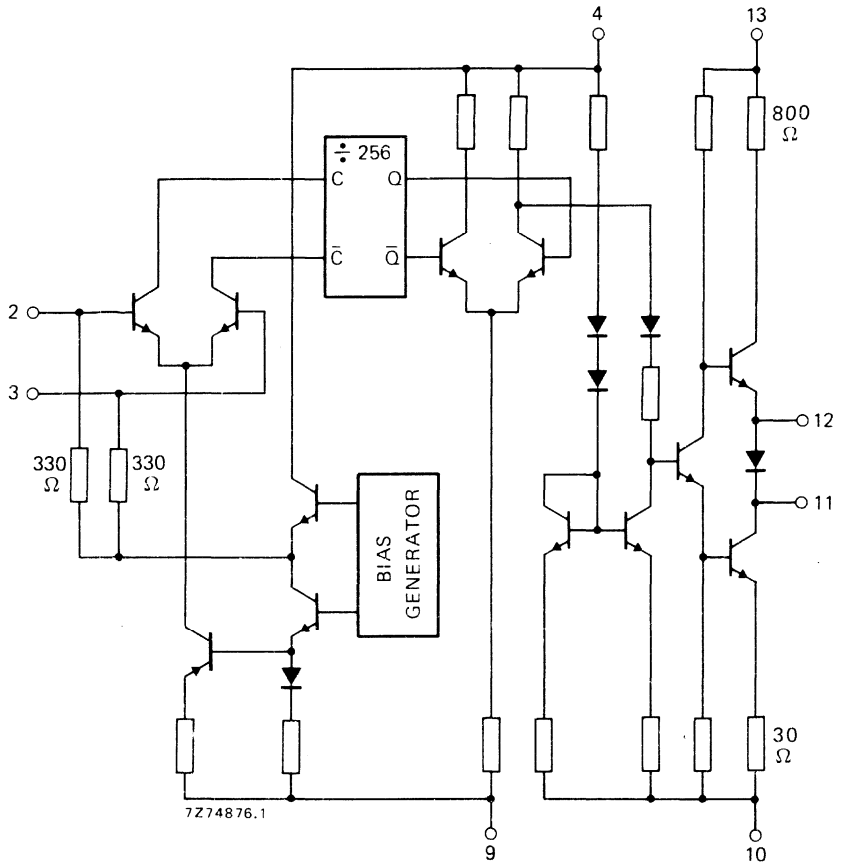 4
13
800
Ω
÷ 256
C Q
C̅ Q̅
2
3
330
Ω
330
Ω
12
11
BIAS
GENERATOR
30
Ω
7Z74876.1
9
10